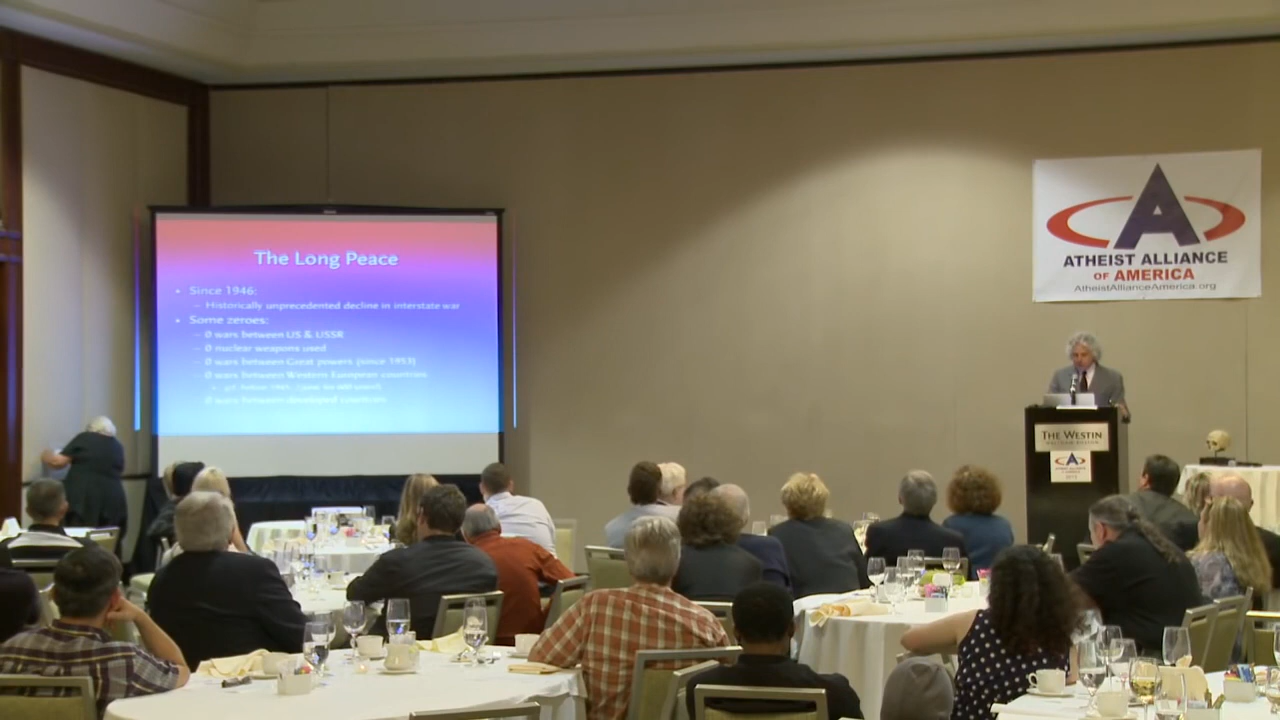 The Long Peace
• Since 1946:
– Historically unprecedented decline in interstate war
• Some zeroes:
– 0 wars between US & USSR
– 0 nuclear weapons used
– 0 wars between Great powers (since 1953)
– 0 wars between Western European countries
0 wars between developed countries
A
ATHEIST ALLIANCE
OF AMERICA
AtheistAllianceAmerica.org
THE WESTIN
A